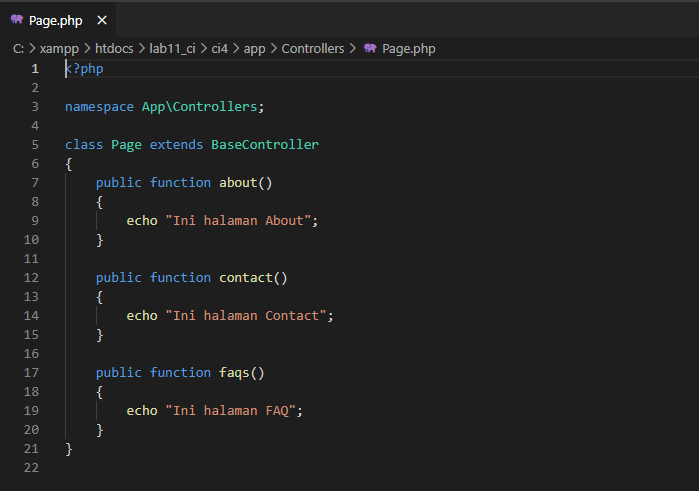 Page.php
C: > xampp > htdocs > lab11_ci > ci4 > app > Controllers > Page.php
1 <?php
2
3 namespace App\Controllers;
4
5 class Page extends BaseController
6 {
7     public function about()
8     {
9         echo "Ini halaman About";
10     }
11
12     public function contact()
13     {
14         echo "Ini halaman Contact";
15     }
16
17     public function faqs()
18     {
19         echo "Ini halaman FAQ";
20     }
21 }
22